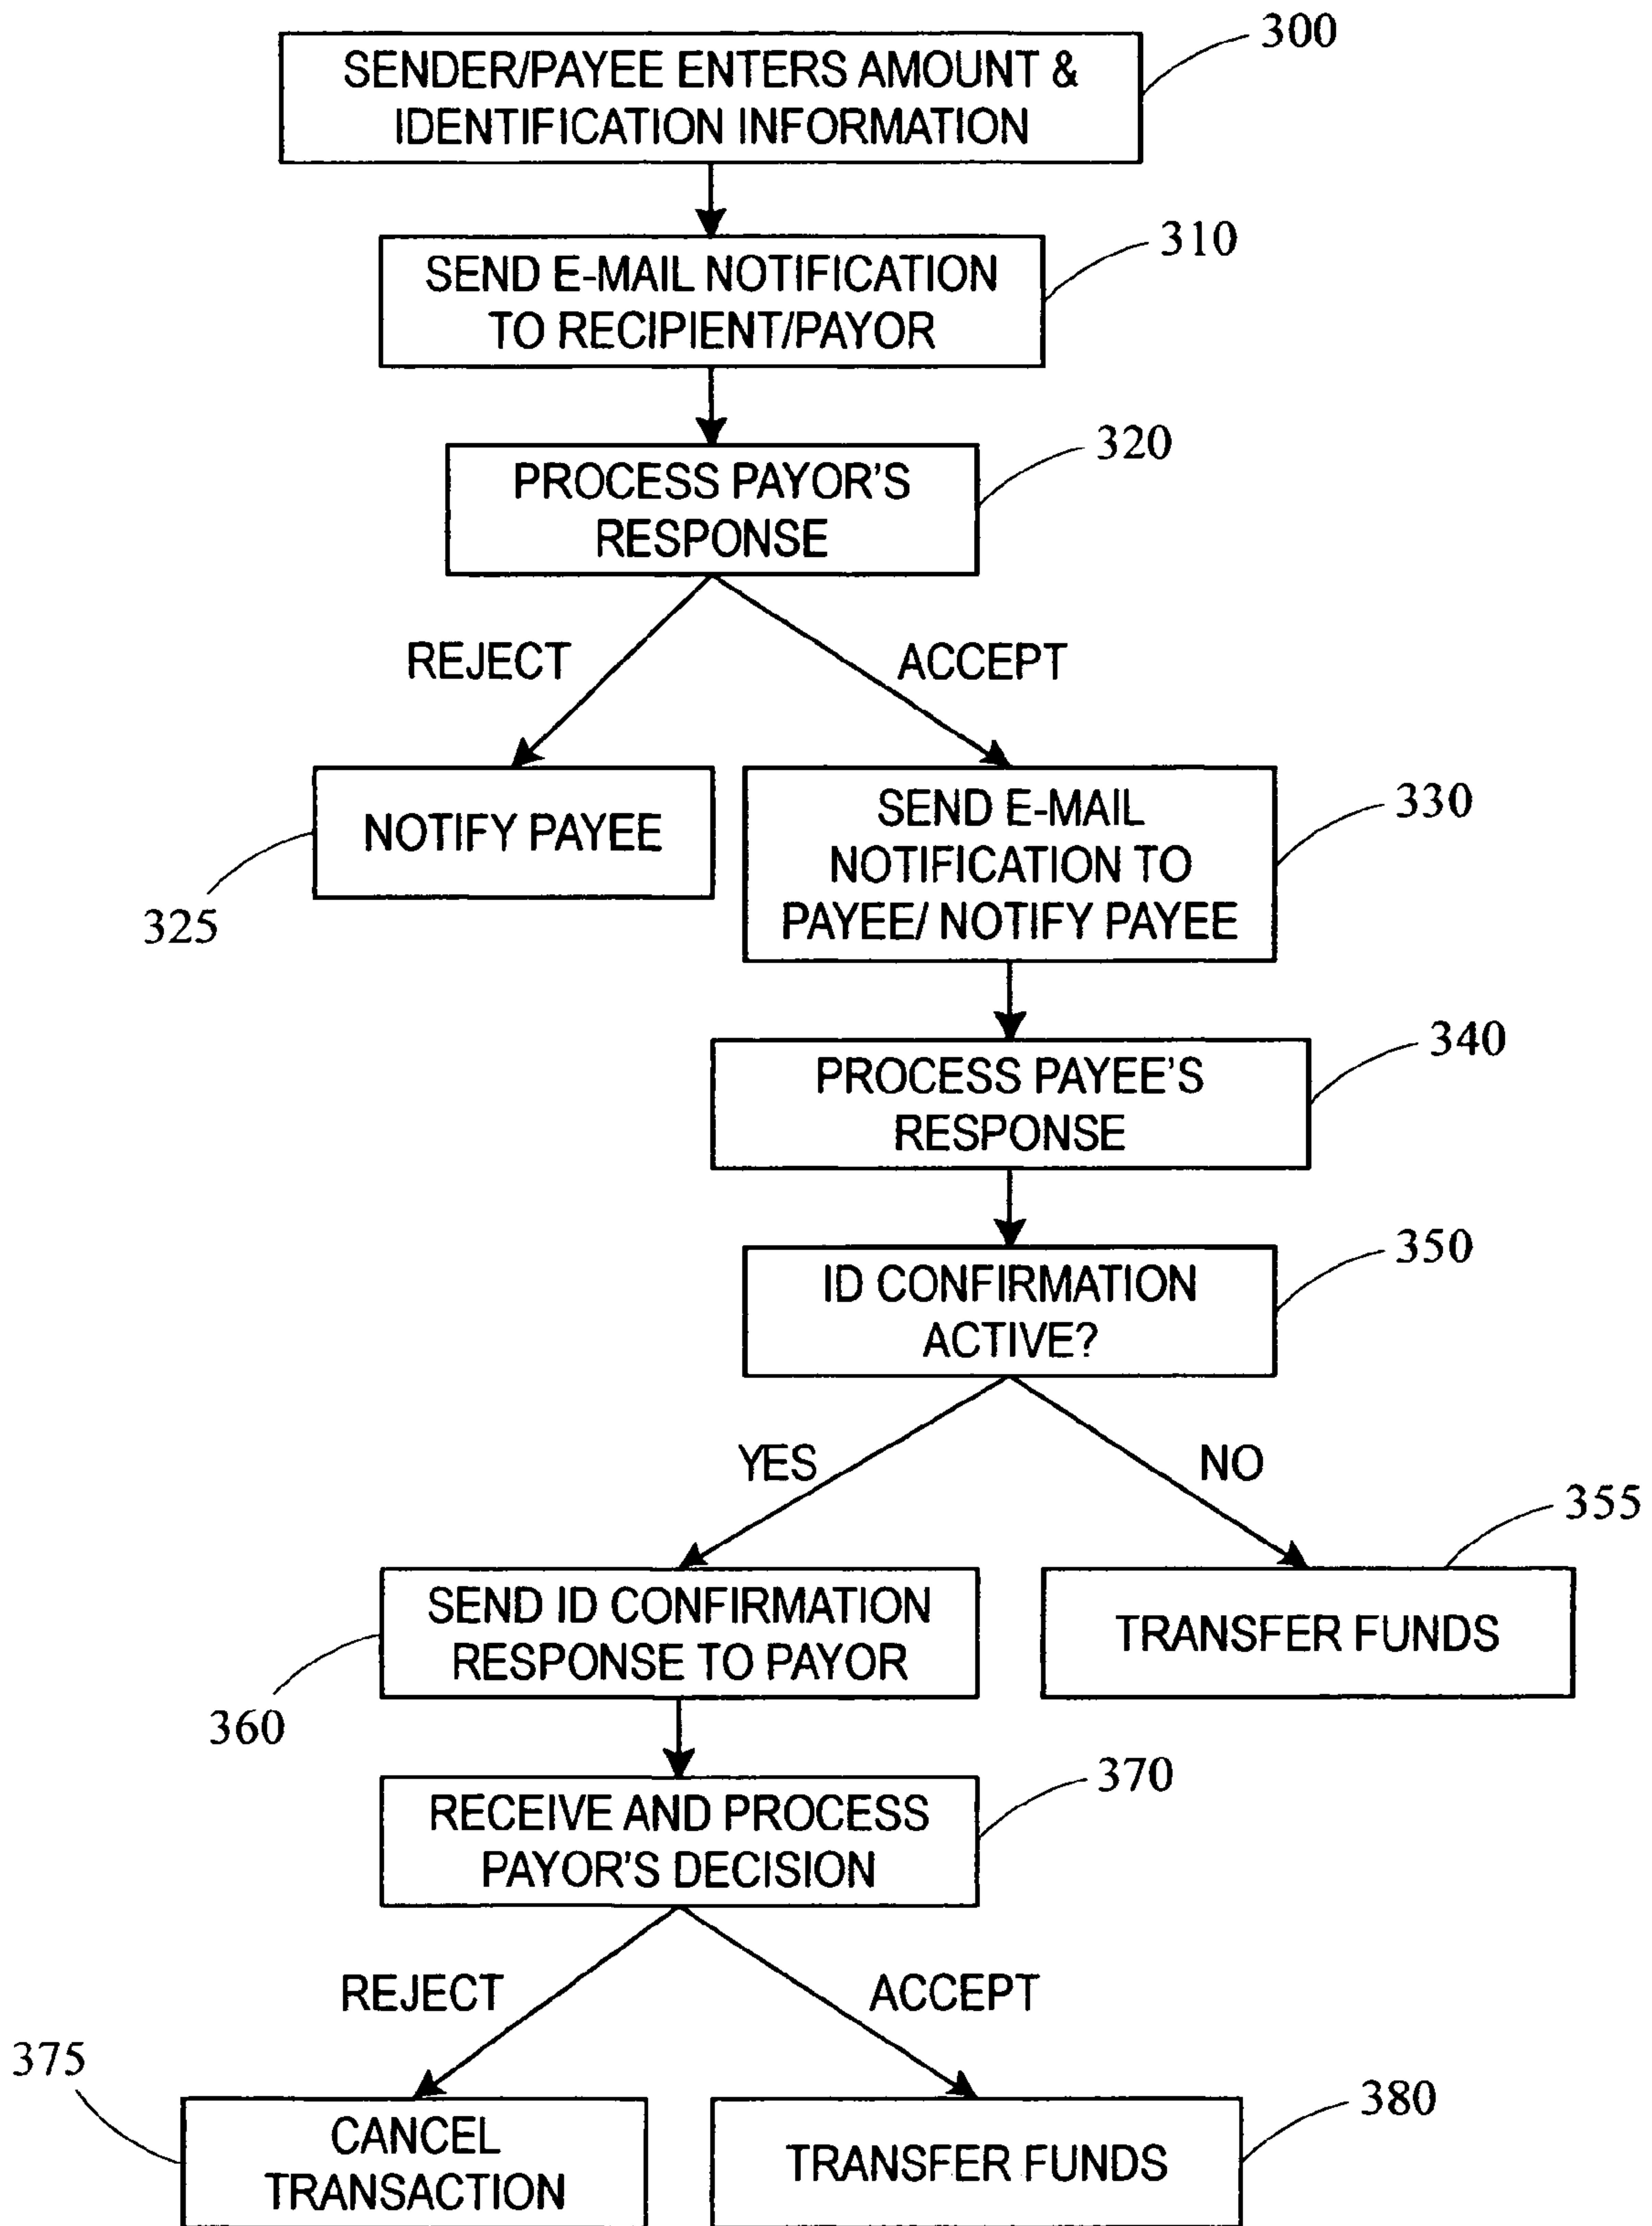 300
SENDER/PAYEE ENTERS AMOUNT &
IDENTIFICATION INFORMATION
310
SEND E-MAIL NOTIFICATION
TO RECIPIENT/PAYOR
320
PROCESS PAYOR'S
RESPONSE
REJECT
ACCEPT
NOTIFY PAYEE
325
330
SEND E-MAIL
NOTIFICATION TO
PAYEE/ NOTIFY PAYEE
340
PROCESS PAYEE'S
RESPONSE
350
ID CONFIRMATION
ACTIVE?
YES
NO
355
SEND ID CONFIRMATION
RESPONSE TO PAYOR
360
TRANSFER FUNDS
370
RECEIVE AND PROCESS
PAYOR'S DECISION
REJECT
ACCEPT
375
CANCEL
TRANSACTION
380
TRANSFER FUNDS